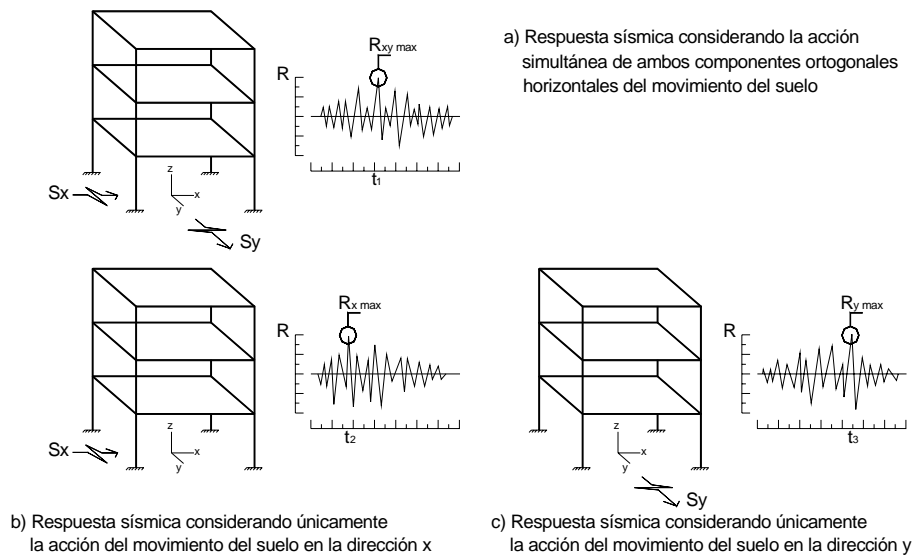 Rxy max
R
t1
z
x
y
Sx
Sy
a) Respuesta sísmica considerando la acción
simultánea de ambos componentes ortogonales
horizontales del movimiento del suelo
Rx max
R
t2
z
x
y
Sx
b) Respuesta sísmica considerando únicamente
la acción del movimiento del suelo en la dirección x
Ry max
R
t3
z
x
y
Sy
c) Respuesta sísmica considerando únicamente
la acción del movimiento del suelo en la dirección y